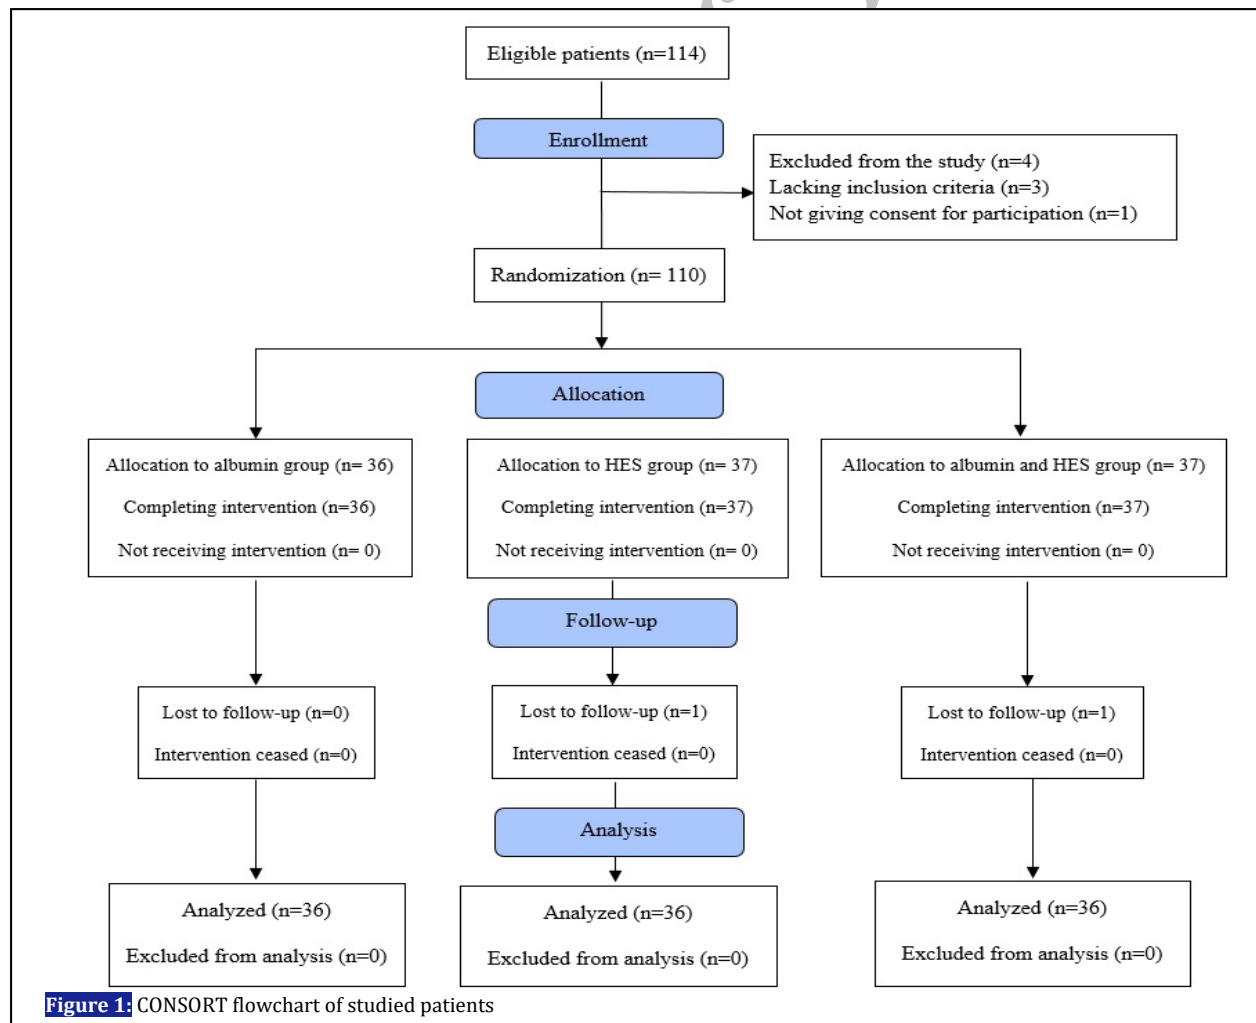 Eligible patients (n=114)
Enrollment
Excluded from the study (n=4)
Lacking inclusion criteria (n=3)
Not giving consent for participation (n=1)
Randomization (n= 110)
Allocation
Allocation to albumin group (n= 36)
Completing intervention (n=36)
Not receiving intervention (n= 0)
Allocation to HES group (n= 37)
Completing intervention (n=37)
Not receiving intervention (n= 0)
Allocation to albumin and HES group (n= 37)
Completing intervention (n=37)
Not receiving intervention (n= 0)
Follow-up
Lost to follow-up (n=0)
Intervention ceased (n=0)
Lost to follow-up (n=1)
Intervention ceased (n=0)
Lost to follow-up (n=1)
Intervention ceased (n=0)
Analysis
Analyzed (n=36)
Excluded from analysis (n=0)
Analyzed (n=36)
Excluded from analysis (n=0)
Analyzed (n=36)
Excluded from analysis (n=0)
Figure 1: CONSORT flowchart of studied patients